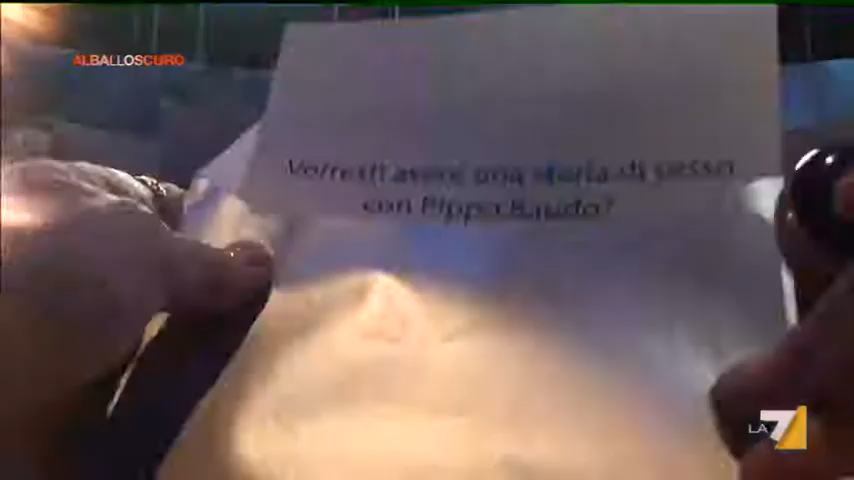 ALBALLOSCURO
Vorresti avere una storia di sesso
con Pippo Baudo?
LA7